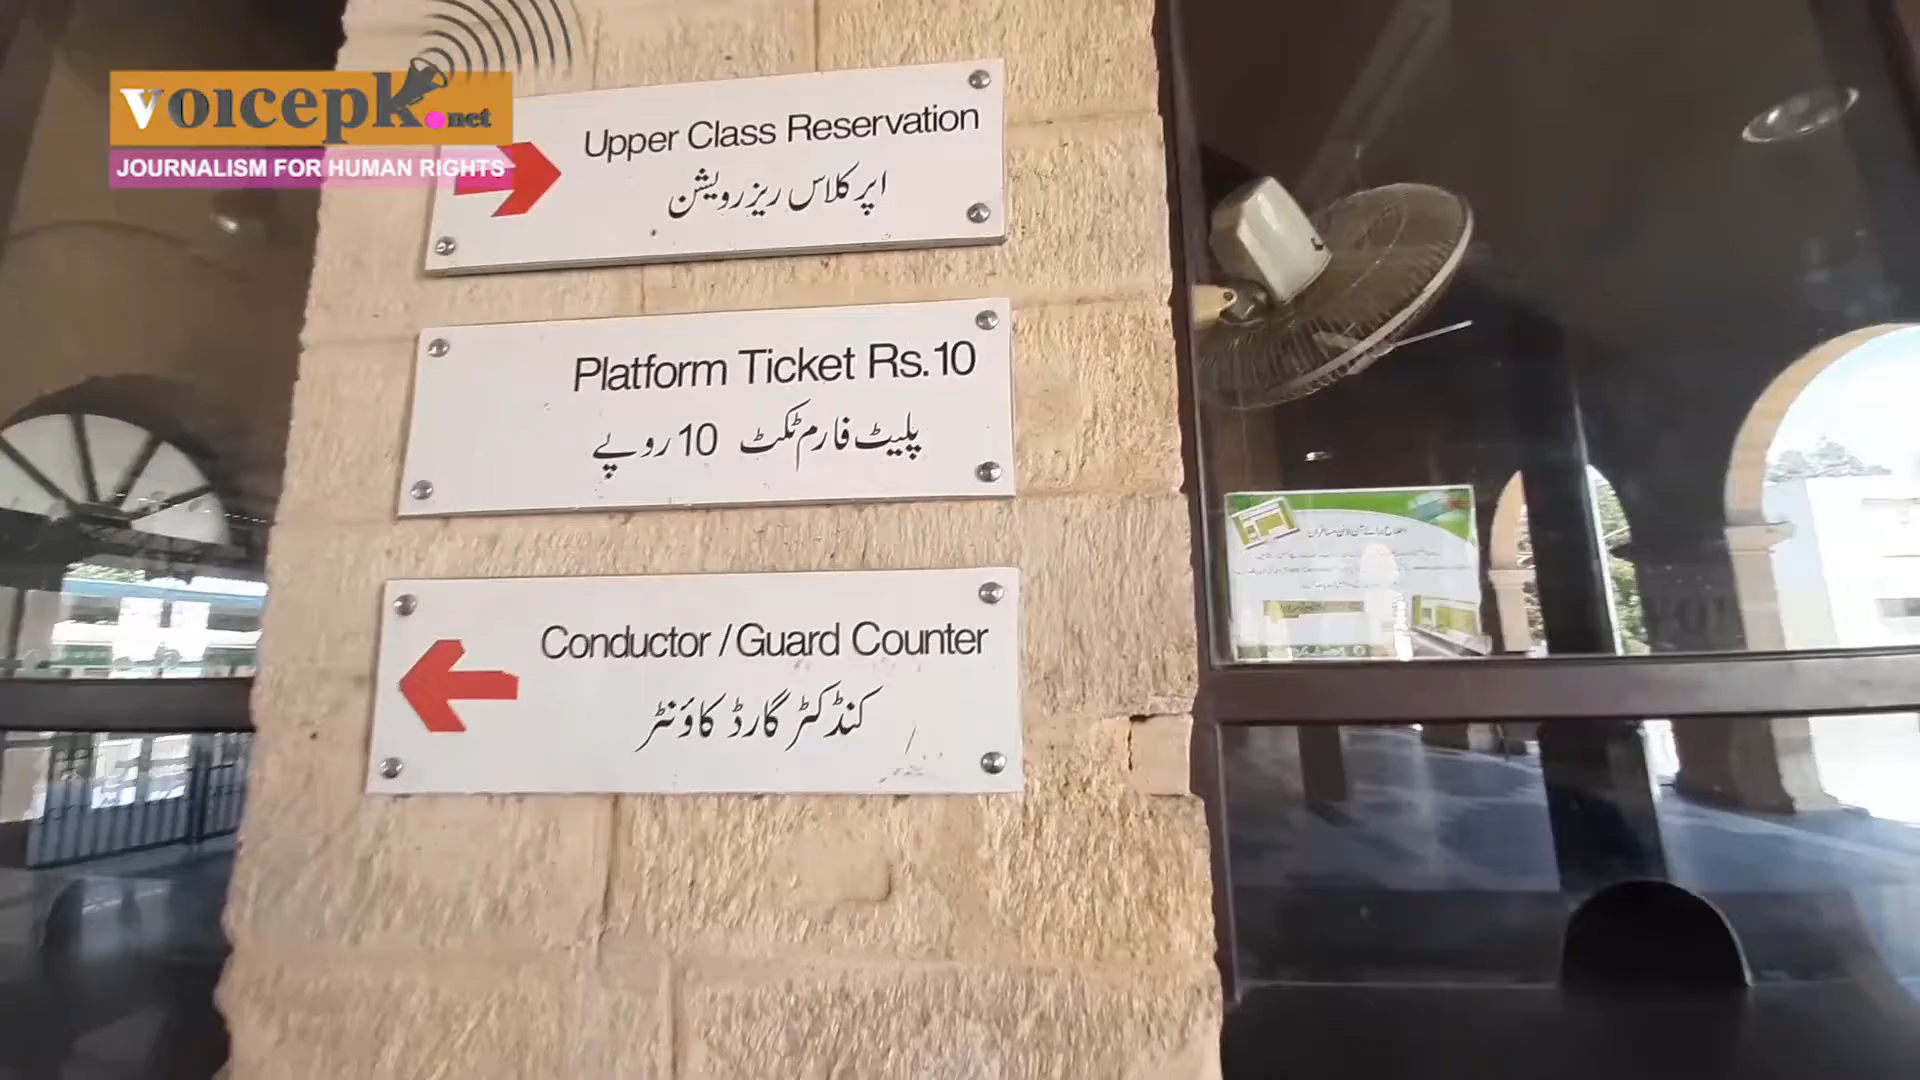 voicepk.net
JOURNALISM FOR HUMAN RIGHTS
Upper Class Reservation
اپر کلاس ریزرویشن
Platform Ticket Rs.10
پلیٹ فارم ٹکٹ 10 روپے
Conductor / Guard Counter
کنڈکٹر گارڈ کاؤنٹر